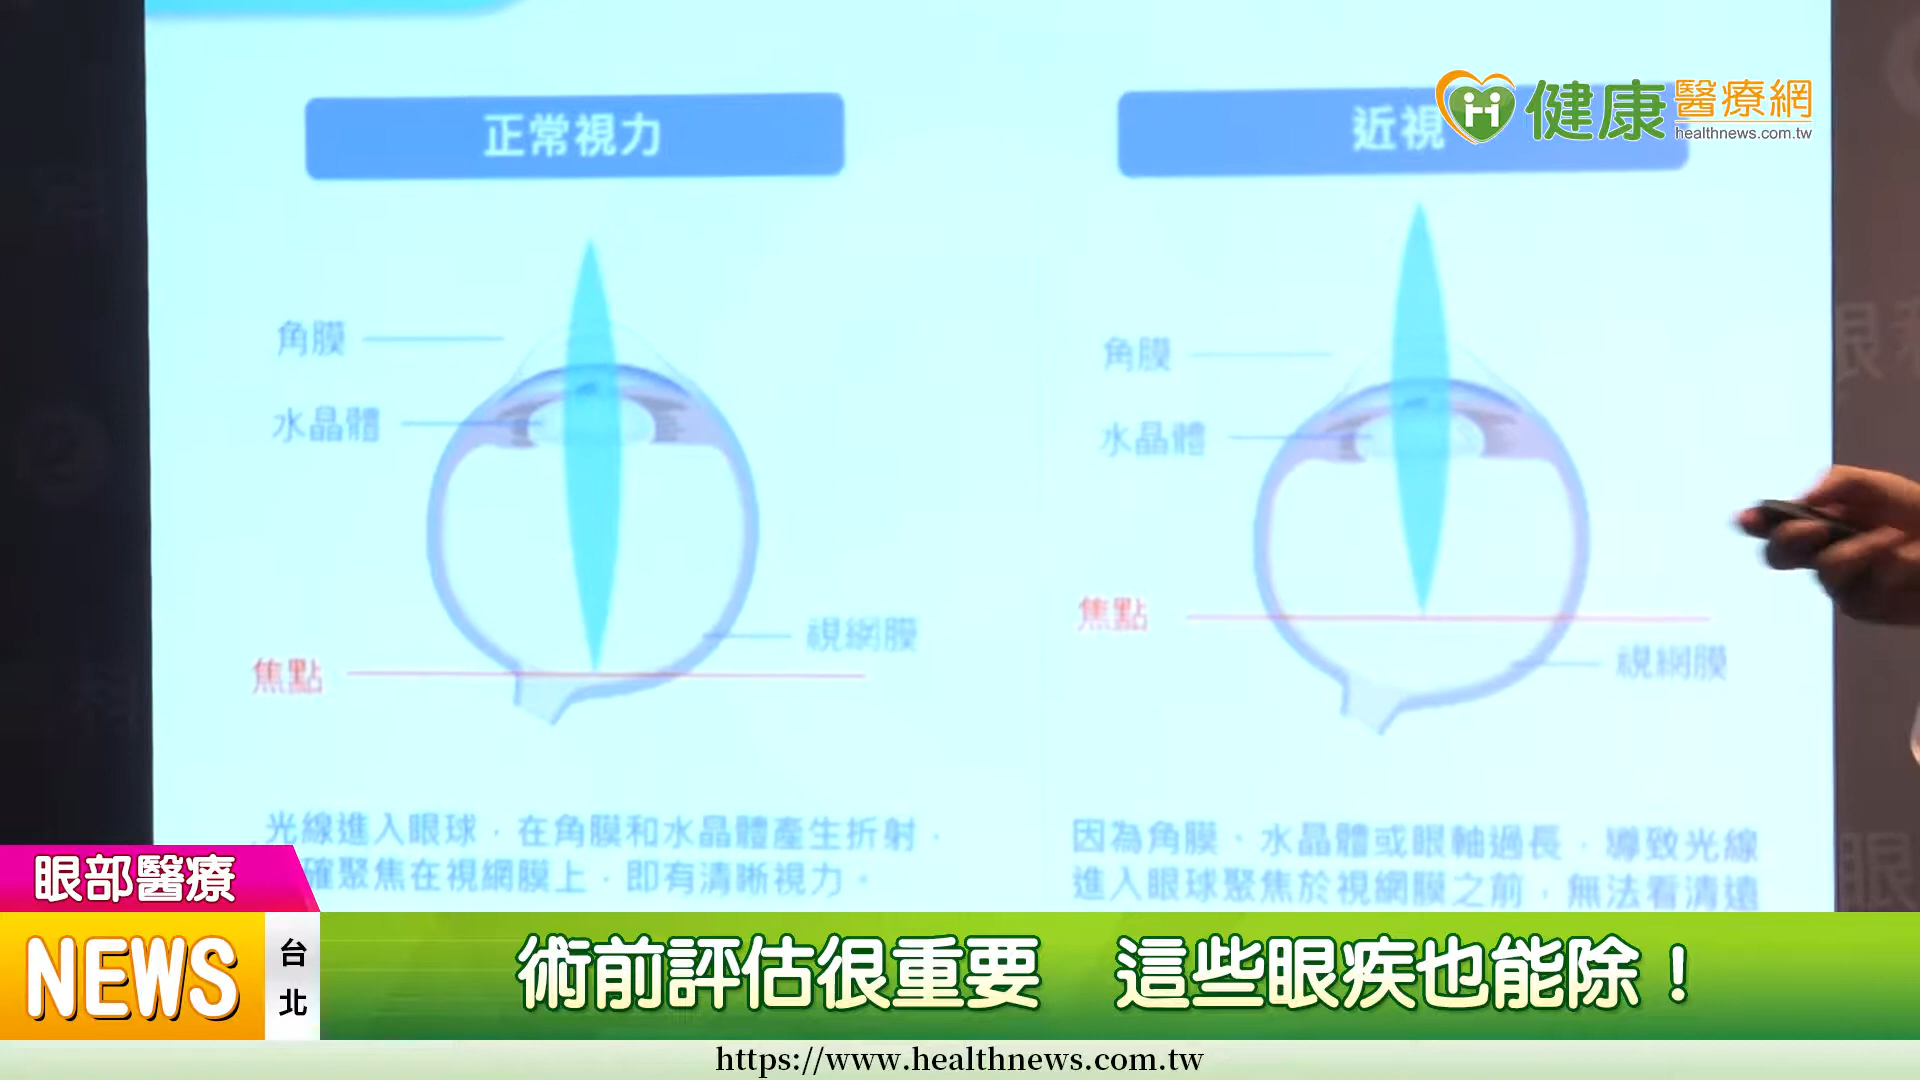 正常視力
近視
健康醫療網
healthnews.com.tw
角膜
水晶體
視網膜
焦點
角膜
水晶體
焦點
視網膜
光線進入眼球，在角膜和水晶體產生折射，
確聚焦在視網膜上，即有清晰視力。
因為角膜、水晶體或眼軸過長，導致光線
進入眼球聚焦於視網膜之前，無法看清遠
眼部醫療
NEWS
台北
術前評估很重要 這些眼疾也能除！
https://www.healthnews.com.tw